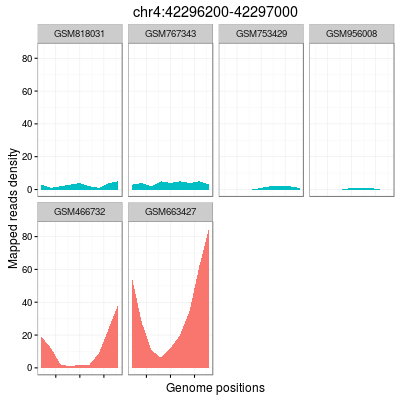 chr4:42296200-42297000
GSM818031 GSM767343 GSM753429 GSM956008
80
60
40
20
0
Mapped reads density
GSM466732 GSM663427
80
60
40
20
0
Genome positions